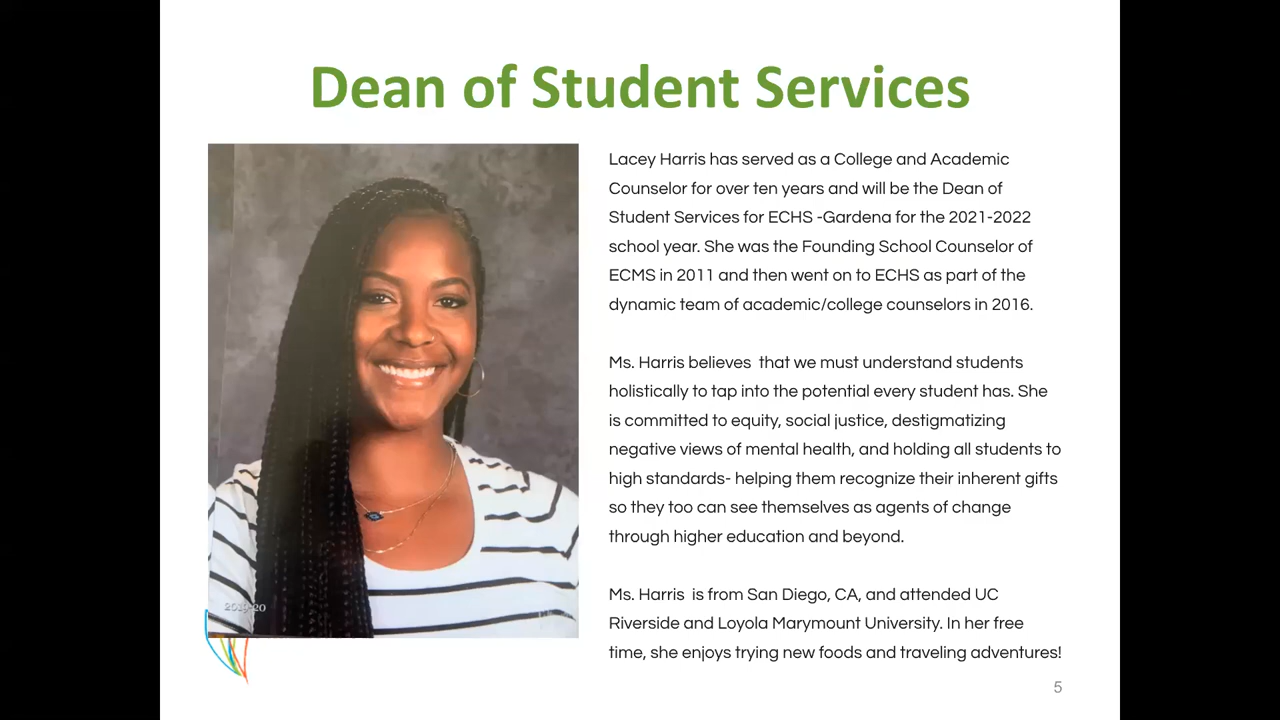 Dean of Student Services
Lacey Harris has served as a College and Academic
Counselor for over ten years and will be the Dean of
Student Services for ECHS -Gardena for the 2021-2022
school year. She was the Founding School Counselor of
ECMS in 2011 and then went on to ECHS as part of the
dynamic team of academic/college counselors in 2016.
Ms. Harris believes  that we must understand students
holistically to tap into the potential every student has. She
is committed to equity, social justice, destigmatizing
negative views of mental health, and holding all students to
high standards- helping them recognize their inherent gifts
so they too can see themselves as agents of change
through higher education and beyond.
Ms. Harris  is from San Diego, CA, and attended UC
Riverside and Loyola Marymount University. In her free
time, she enjoys trying new foods and traveling adventures!
2019-20
5